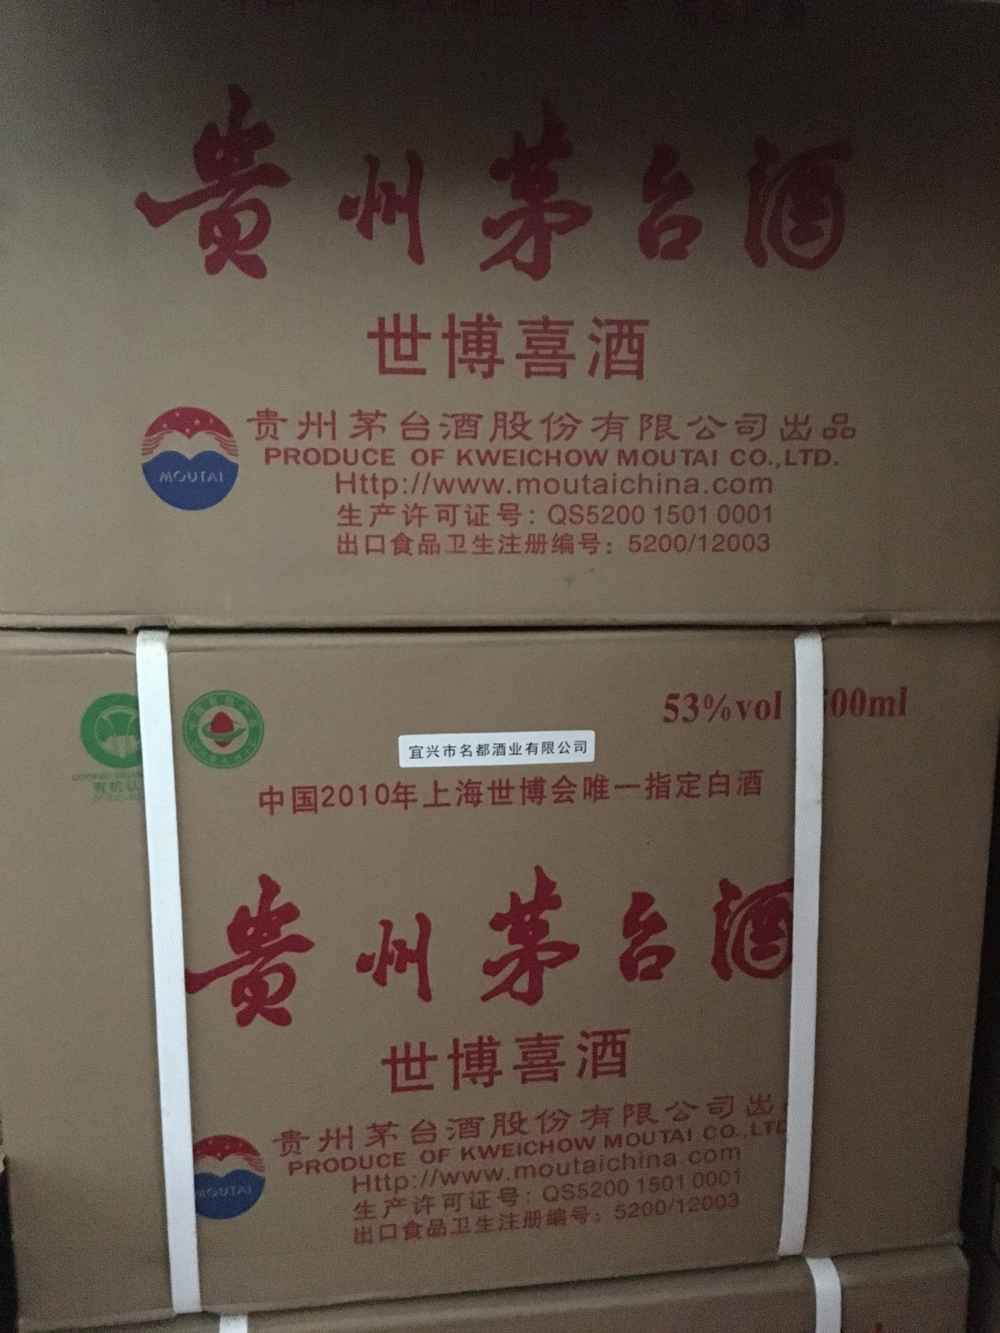 贵州茅台酒
世博喜酒
MOUTAI
贵州茅台酒股份有限公司出品
PRODUCE OF KWEICHOW MOUTAI CO.,LTD.
Http://www.moutaichina.com
生产许可证号：QS5200 1501 0001
出口食品卫生注册编号：5200/12003
53%vol 500ml
宜兴市名都酒业有限公司
中国2010年上海世博会唯一指定白酒
贵州茅台酒
世博喜酒
MOUTAI
贵州茅台酒股份有限公司出
PRODUCE OF KWEICHOW MOUTAI CO.,LTD
Http://www.moutaichina.com
生产许可证号：QS5200 1501 0001
出口食品卫生注册编号：5200/12003